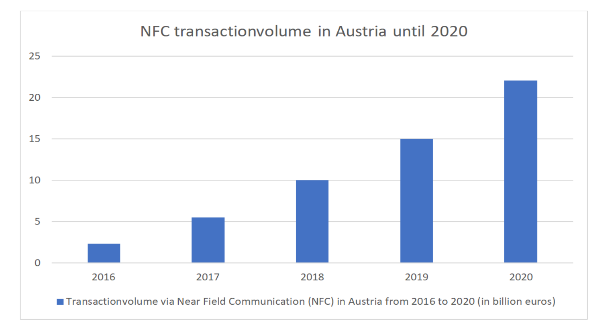 NFC transactionvolume in Austria until 2020
25
20
15
10
5
0
2016 2017 2018 2019 2020
Transactionvolume via Near Field Communication (NFC) in Austria from 2016 to 2020 (in billion euros)